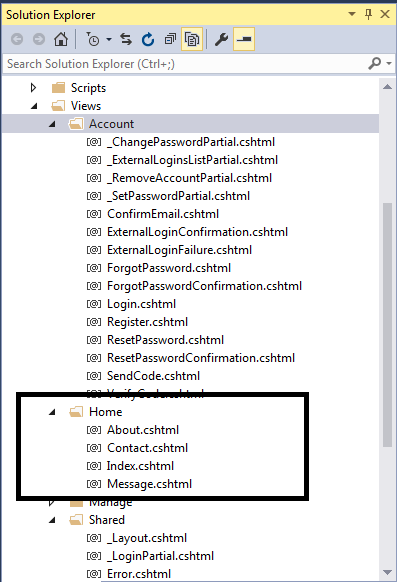 Solution Explorer
Search Solution Explorer (Ctrl+;)
Scripts
Views
Account
_ChangePasswordPartial.cshtml
_ExternalLoginsListPartial.cshtml
_RemoveAccountPartial.cshtml
_SetPasswordPartial.cshtml
ConfirmEmail.cshtml
ExternalLoginConfirmation.cshtml
ExternalLoginFailure.cshtml
ForgotPassword.cshtml
ForgotPasswordConfirmation.cshtml
Login.cshtml
Register.cshtml
ResetPassword.cshtml
ResetPasswordConfirmation.cshtml
SendCode.cshtml
VerifyCode.cshtml
Home
About.cshtml
Contact.cshtml
Index.cshtml
Message.cshtml
Manage
Shared
_Layout.cshtml
_LoginPartial.cshtml
Error.cshtml